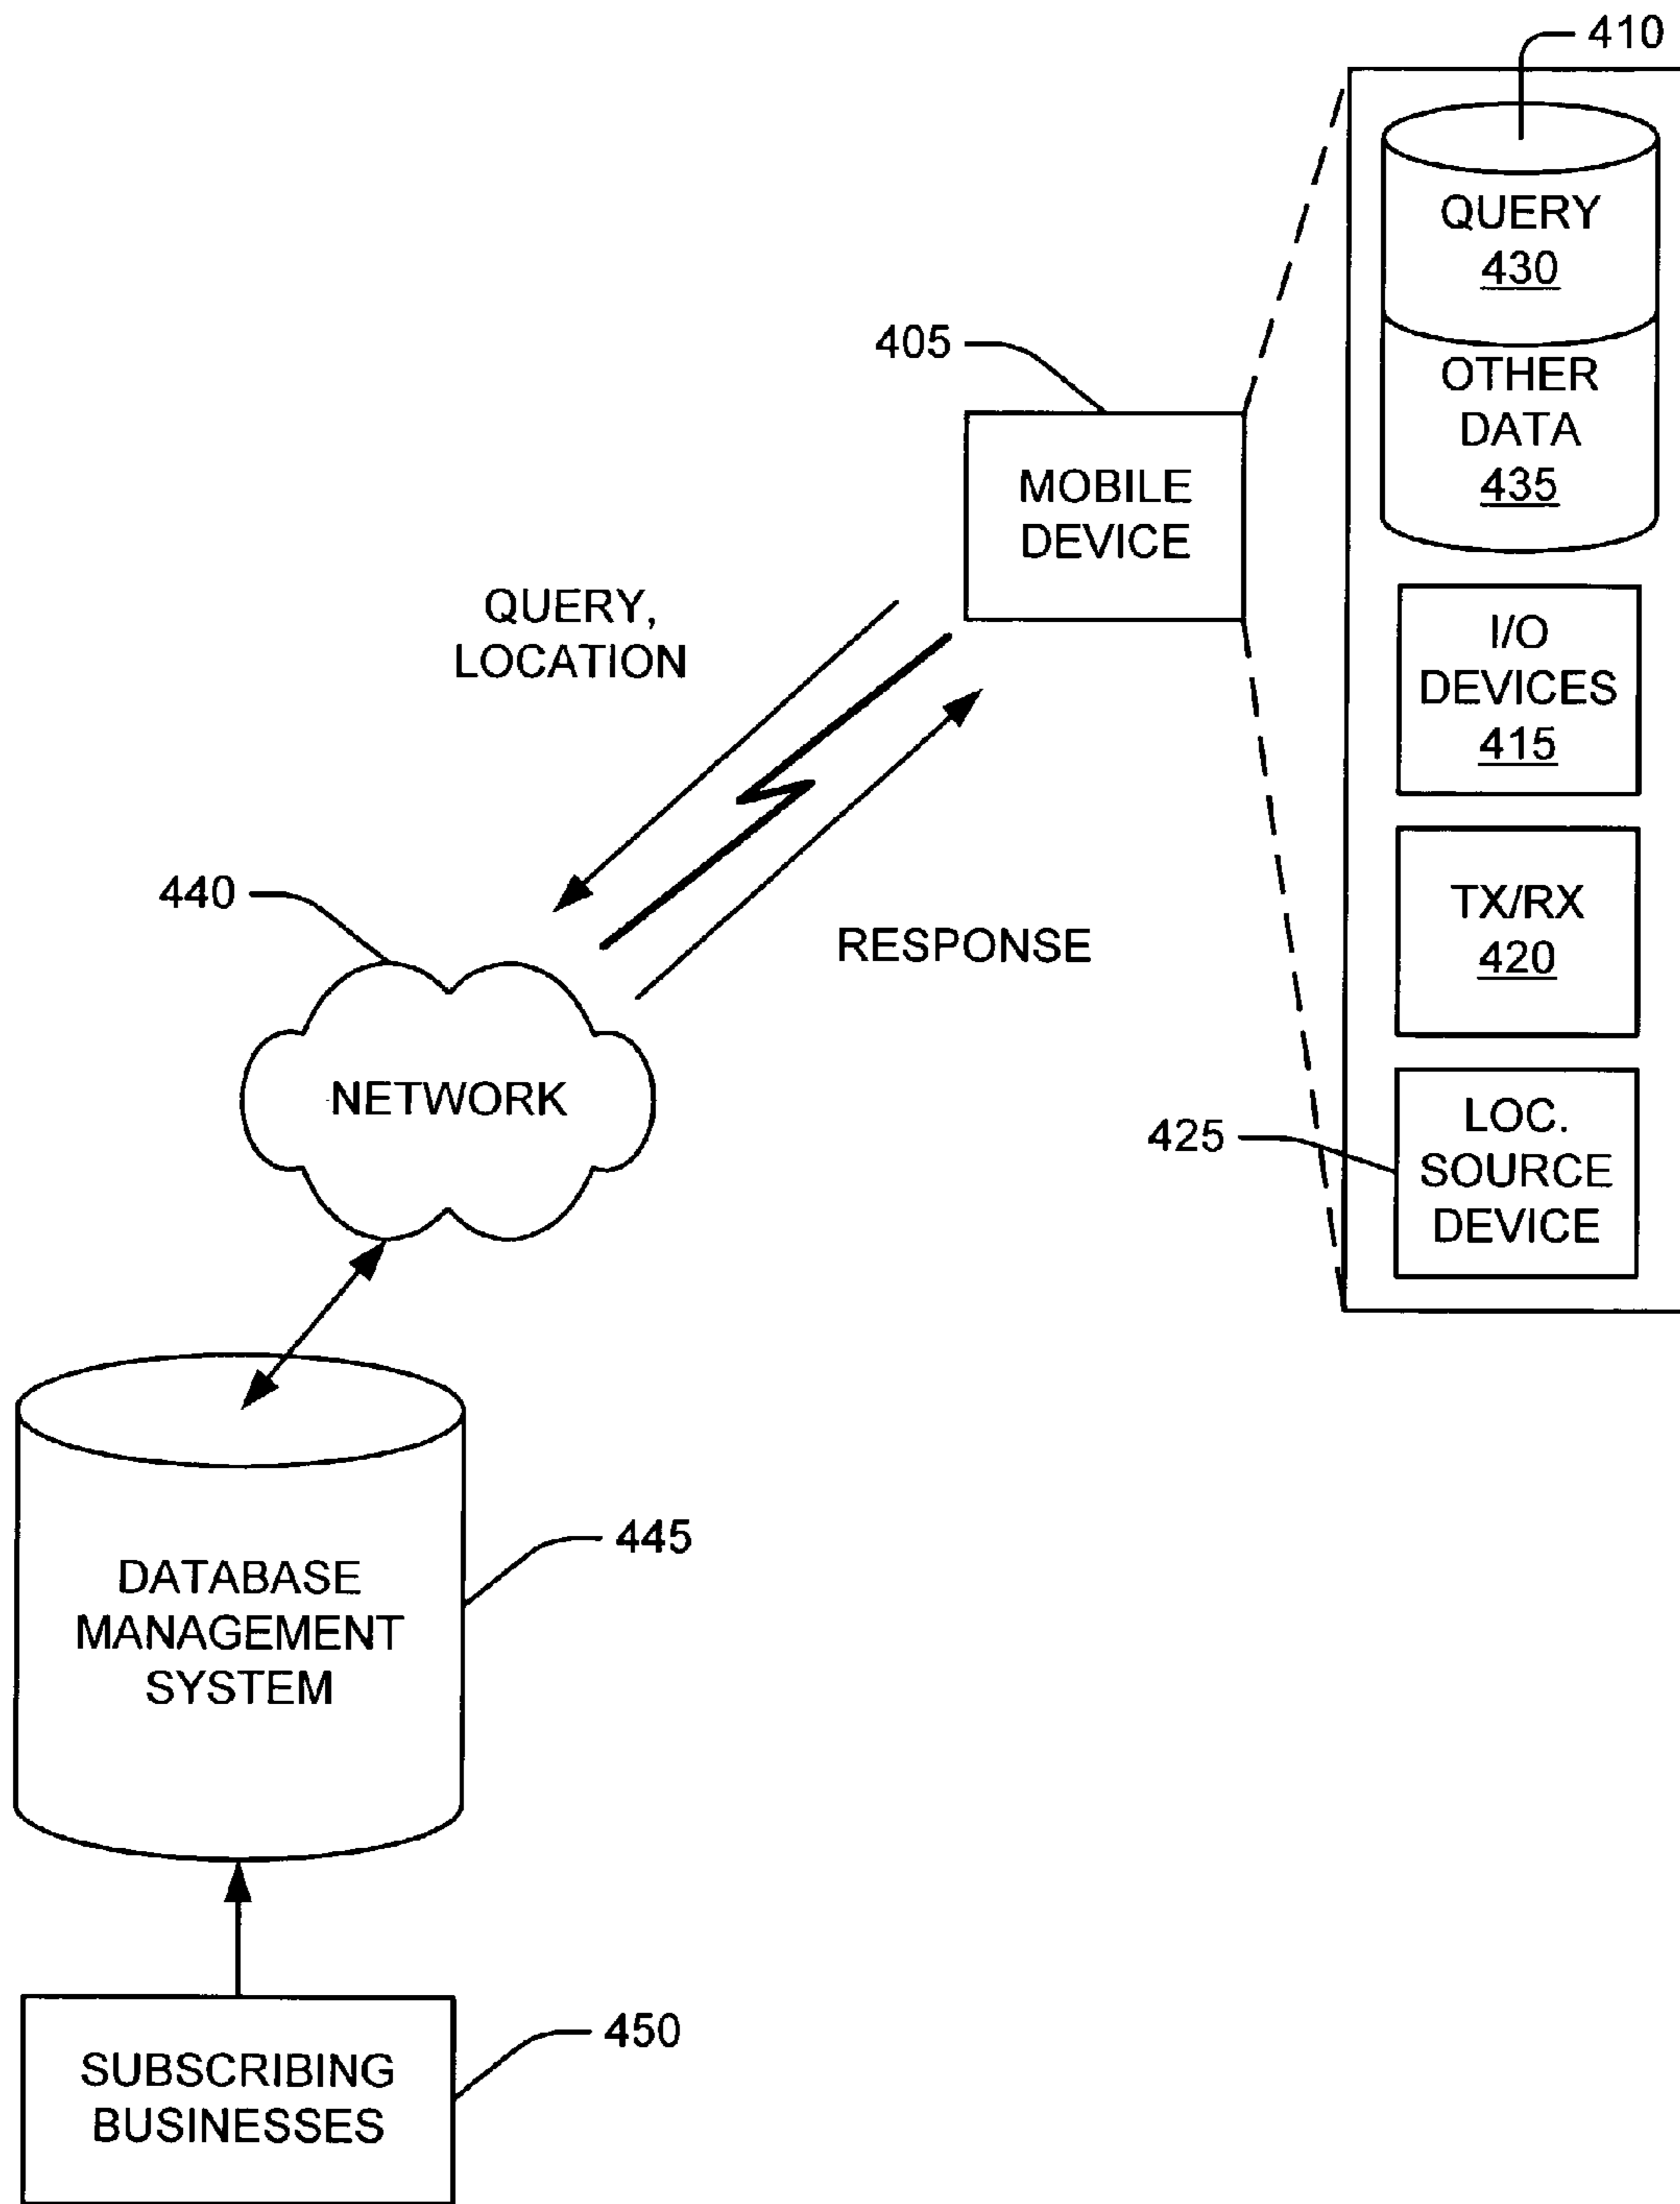 410
QUERY
430
OTHER
DATA
435
405
MOBILE
DEVICE
QUERY,
LOCATION
I/O
DEVICES
415
440
RESPONSE
TX/RX
420
NETWORK
425
LOC.
SOURCE
DEVICE
445
DATABASE
MANAGEMENT
SYSTEM
450
SUBSCRIBING
BUSINESSES